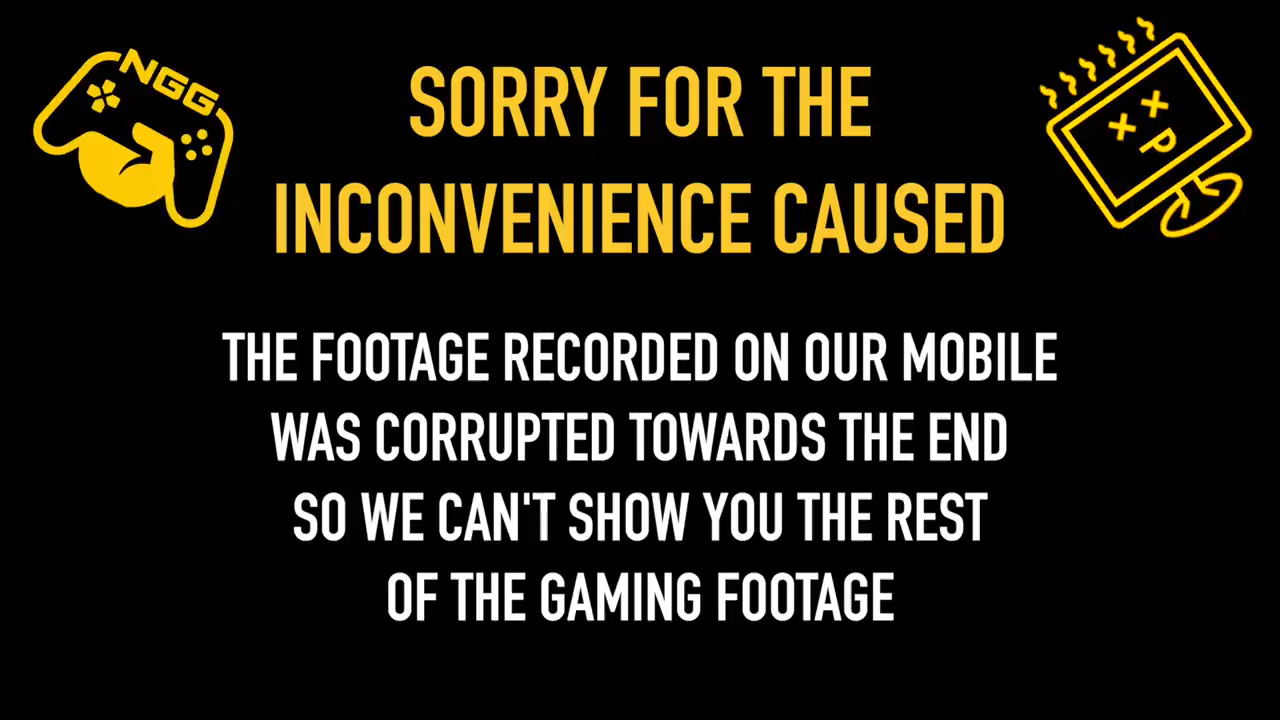 NGG
SORRY FOR THE
INCONVENIENCE CAUSED
THE FOOTAGE RECORDED ON OUR MOBILE
WAS CORRUPTED TOWARDS THE END
SO WE CAN'T SHOW YOU THE REST
OF THE GAMING FOOTAGE